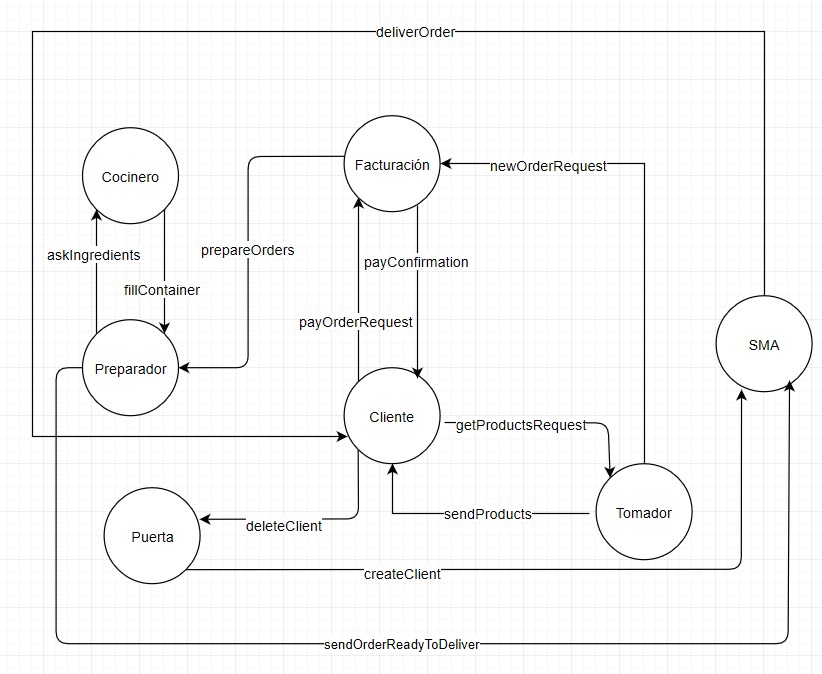 deliverOrder
Facturación
newOrderRequest
Cocinero
prepareOrders
askIngredients
payConfirmation
fillContainer
payOrderRequest
SMA
Preparador
Cliente
getProductsRequest
sendProducts
Tomador
deleteClient
Puerta
createClient
sendOrderReadyToDeliver